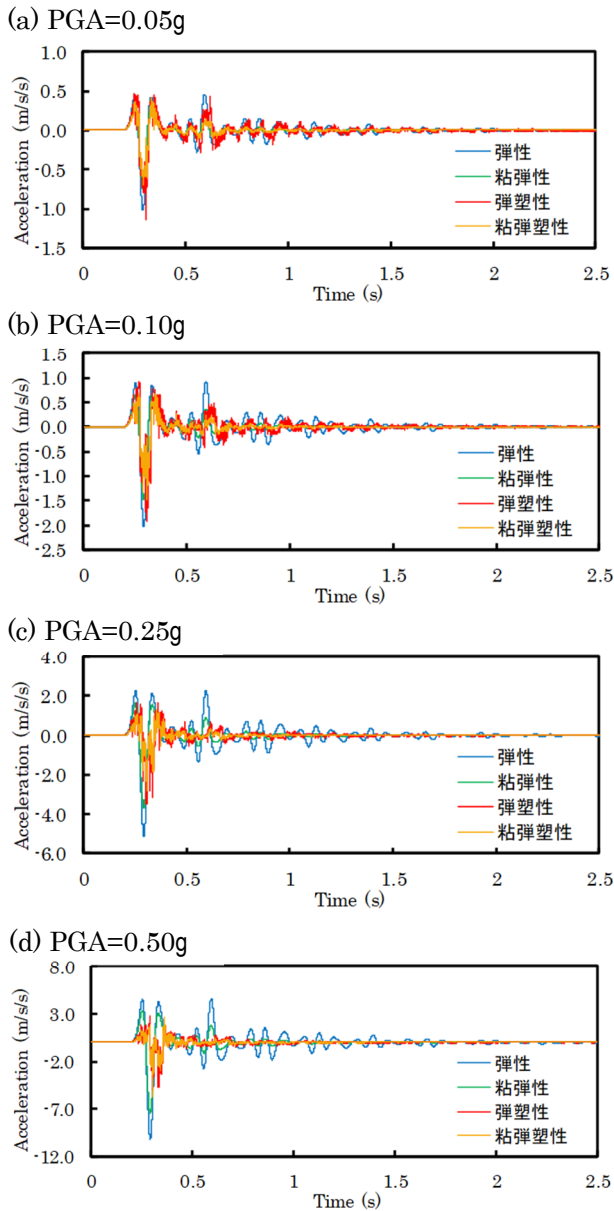 (a) PGA=0.05g
Acceleration (m/s/s)
1.0
0.5
0.0
-0.5
-1.0
-1.5
弾性
粘弾性
弾塑性
粘弾塑性
0 0.5 1 1.5 2 2.5
Time (s)
(b) PGA=0.10g
Acceleration (m/s/s)
1.5
1.0
0.5
0.0
-0.5
-1.0
-1.5
-2.0
-2.5
弾性
粘弾性
弾塑性
粘弾塑性
0 0.5 1 1.5 2 2.5
Time (s)
(c) PGA=0.25g
Acceleration (m/s/s)
4.0
2.0
0.0
-2.0
-4.0
-6.0
弾性
粘弾性
弾塑性
粘弾塑性
0 0.5 1 1.5 2 2.5
Time (s)
(d) PGA=0.50g
Acceleration (m/s/s)
8.0
3.0
-2.0
-7.0
-12.0
弾性
粘弾性
弾塑性
粘弾塑性
0 0.5 1 1.5 2 2.5
Time (s)